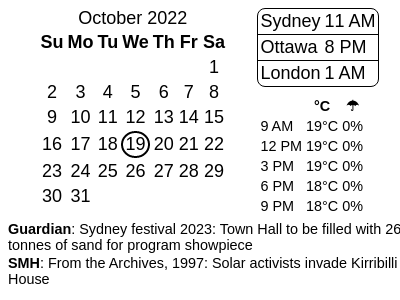 October 2022
Su Mo Tu We Th Fr Sa
1
2 3 4 5 6 7 8
9 10 11 12 13 14 15
16 17 18 19 20 21 22
23 24 25 26 27 28 29
30 31
Sydney 11 AM
Ottawa 8 PM
London 1 AM
°C ☂
9 AM 19°C 0%
12 PM 19°C 0%
3 PM 19°C 0%
6 PM 18°C 0%
9 PM 18°C 0%
Guardian: Sydney festival 2023: Town Hall to be filled with 26
tonnes of sand for program showpiece
SMH: From the Archives, 1997: Solar activists invade Kirribilli
House